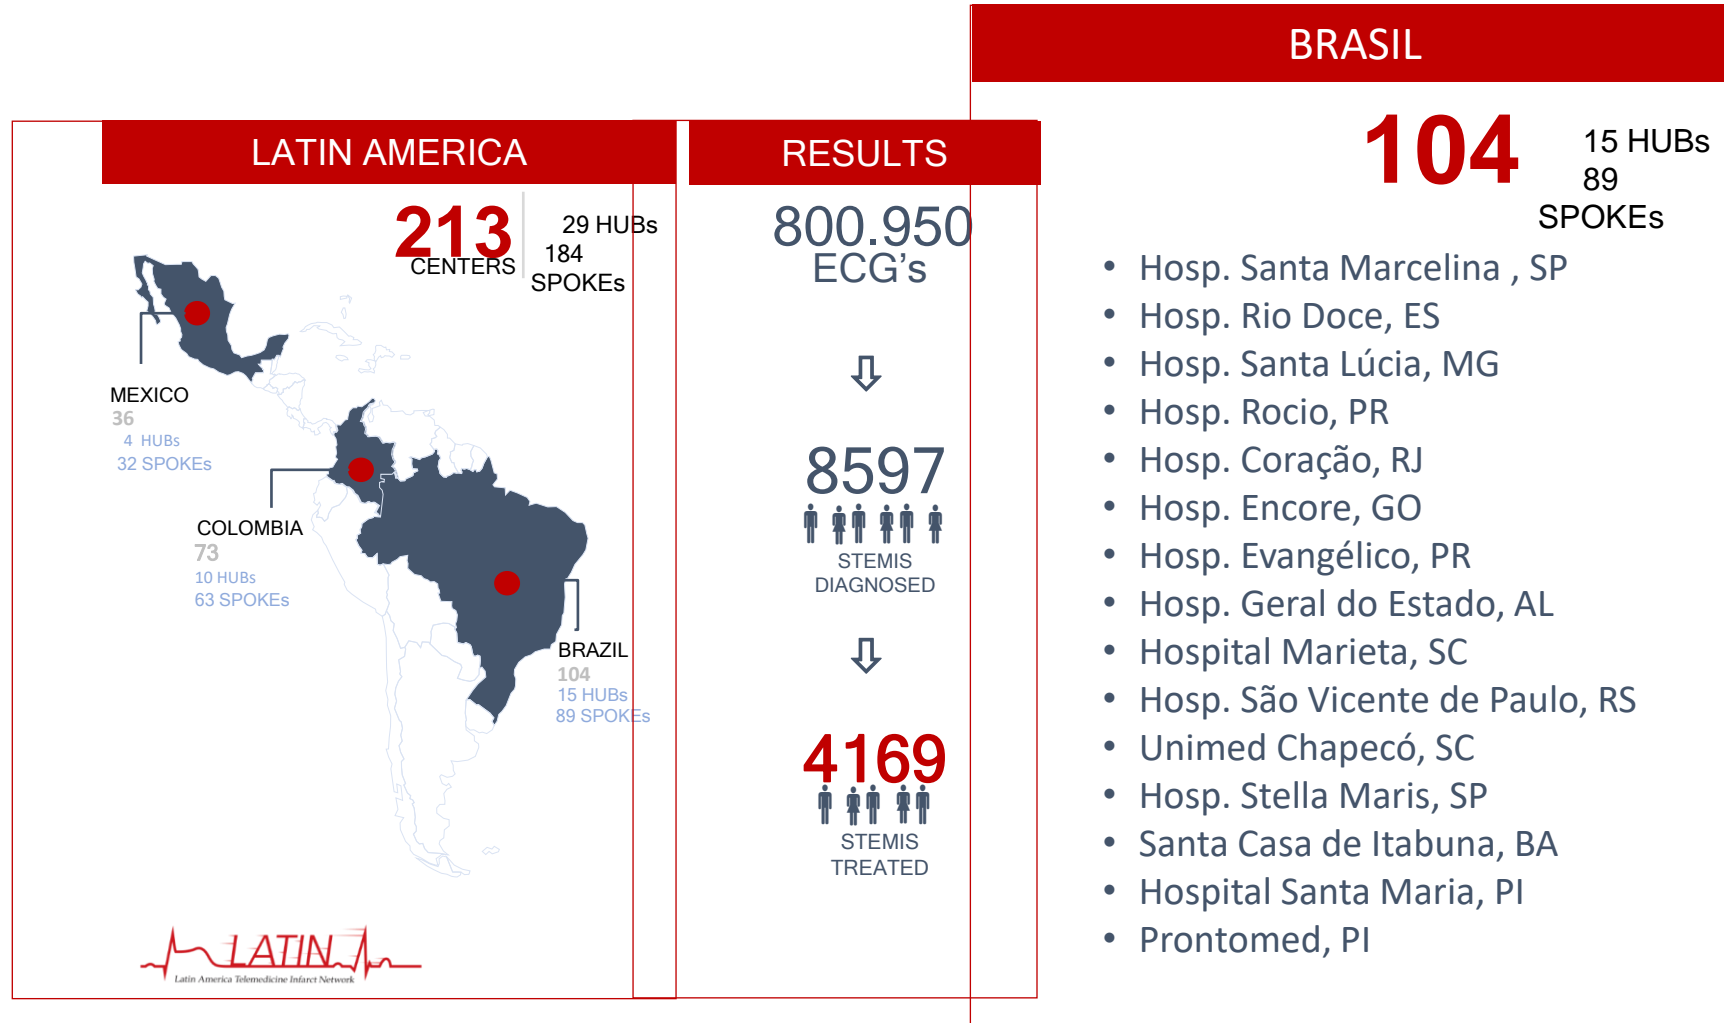 LATIN AMERICA
213
CENTERS
29 HUBs
184
SPOKEs
MEXICO
36
4 HUBs
32 SPOKEs
COLOMBIA
73
10 HUBs
63 SPOKEs
BRAZIL
104
15 HUBs
89 SPOKEs
LATIN
Latin America Telemedicine Infarct Network
RESULTS
800.950
ECG's
8597
STEMIS
DIAGNOSED
4169
STEMIS
TREATED
BRASIL
104
15 HUBs
89
SPOKEs
• Hosp. Santa Marcelina , SP
• Hosp. Rio Doce, ES
• Hosp. Santa Lúcia, MG
• Hosp. Rocio, PR
• Hosp. Coração, RJ
• Hosp. Encore, GO
• Hosp. Evangélico, PR
• Hosp. Geral do Estado, AL
• Hospital Marieta, SC
• Hosp. São Vicente de Paulo, RS
• Unimed Chapecó, SC
• Hosp. Stella Maris, SP
• Santa Casa de Itabuna, BA
• Hospital Santa Maria, PI
• Prontomed, PI